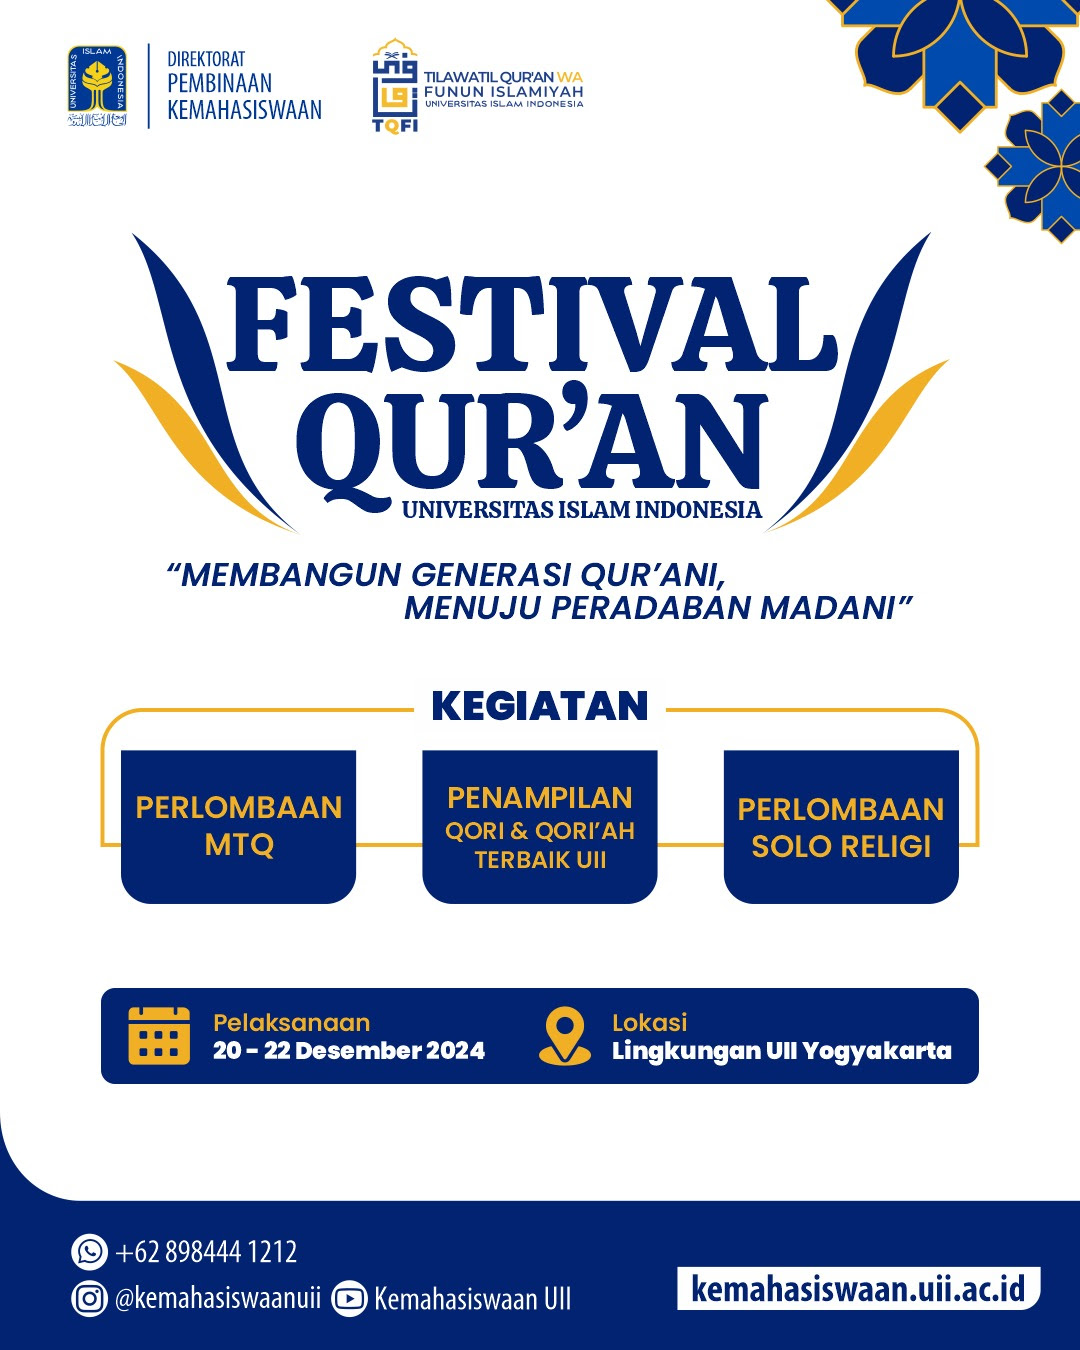 UNIVERSITAS ISLAM INDONESIA
DIREKTORAT
PEMBINAAN
KEMAHASISWAAN
TILAWATIL QUR'AN WA
FUNUN ISLAMIYAH
UNIVERSITAS ISLAM INDONESIA
TQFI
FESTIVAL
QUR'AN
UNIVERSITAS ISLAM INDONESIA
"MEMBANGUN GENERASI QUR'ANI,
MENUJU PERADABAN MADANI"
KEGIATAN
PERLOMBAAN
MTQ
PENAMPILAN
QORI & QORI'AH
TERBAIK UII
PERLOMBAAN
SOLO RELIGI
Pelaksanaan
20 - 22 Desember 2024
Lokasi
Lingkungan UII Yogyakarta
+62 898444 1212
@kemahasiswaanuii Kemahasiswaan UII
kemahasiswaan.uii.ac.id